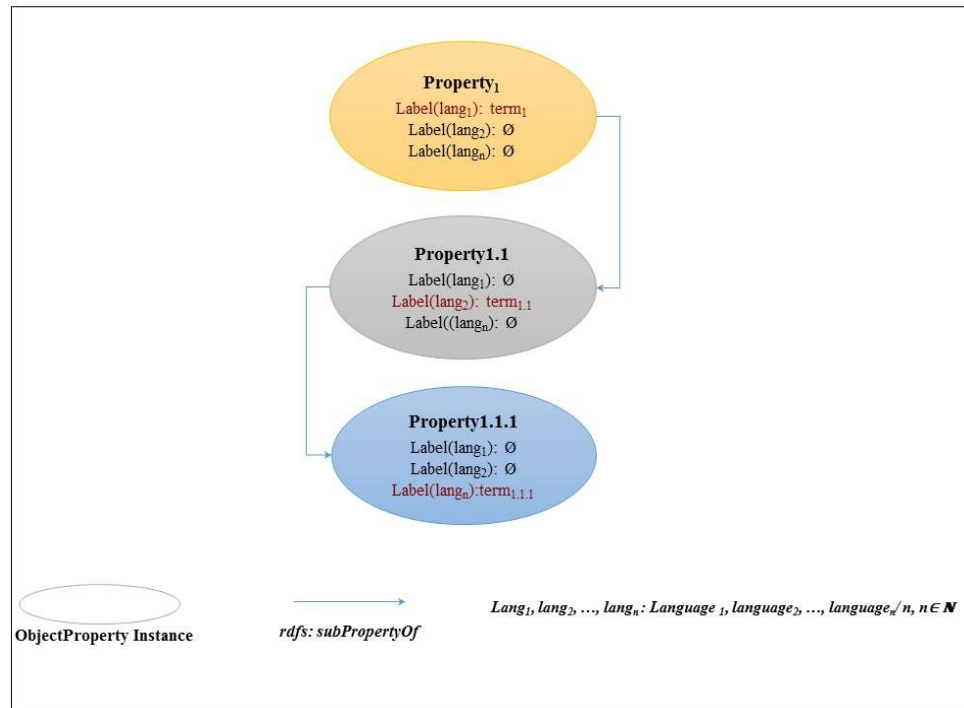 Property₁
Label(lang₁): term₁
Label(lang₂): Ø
Label(langₙ): Ø
Property1.1
Label(lang₁): Ø
Label(lang₂): term₁.₁
Label((langₙ): Ø
Property1.1.1
Label(lang₁): Ø
Label(lang₂): Ø
Label(langₙ):term₁.₁.₁
ObjectProperty Instance
rdfs: subPropertyOf
Lang₁, lang₂, ..., langₙ: Language ₁, language₂, ..., languageₙ/ n, n∈ ℕ